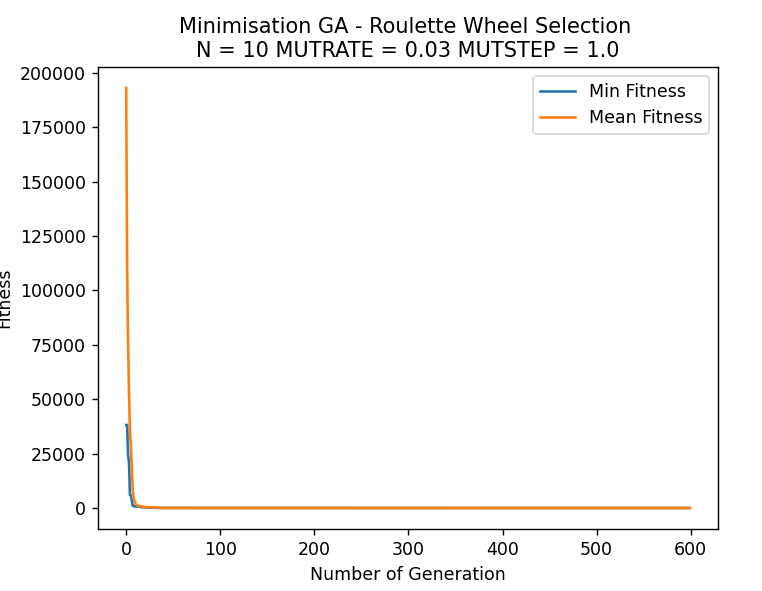 Minimisation GA - Roulette Wheel Selection
N = 10 MUTRATE = 0.03 MUTSTEP = 1.0
Min Fitness
Mean Fitness
200000
175000
150000
125000
100000
75000
50000
25000
0
Fitness
0 100 200 300 400 500 600
Number of Generation